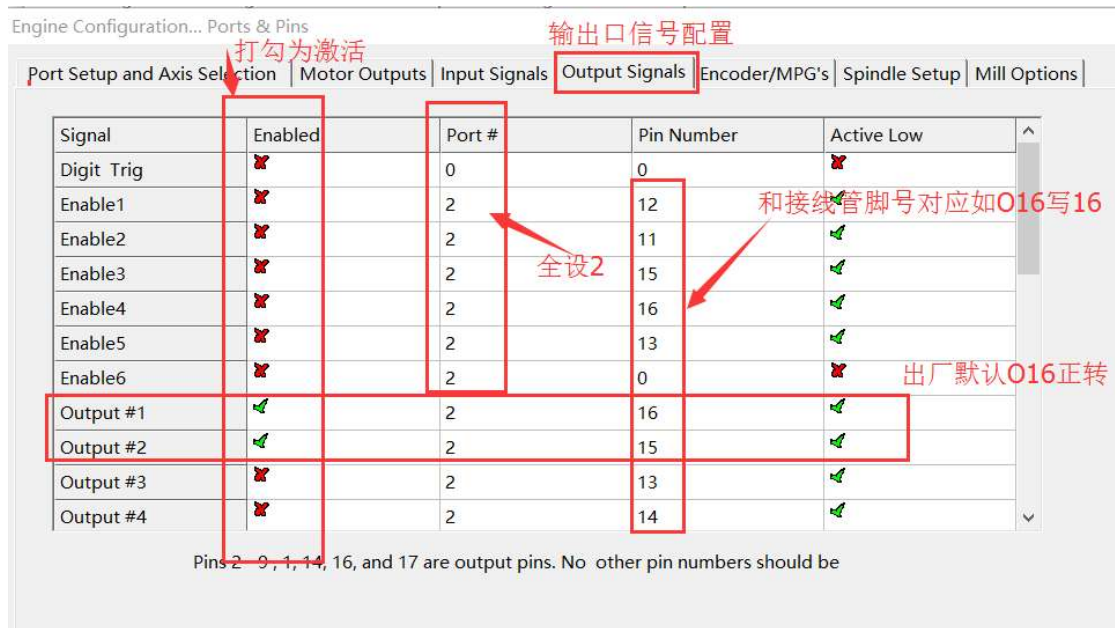 Engine Configuration... Ports & Pins
输出口信号配置
打勾为激活
Port Setup and Axis Selection Motor Outputs Input Signals Output Signals Encoder/MPG's Spindle Setup Mill Options
Signal Enabled Port # Pin Number Active Low
Digit Trig 0 0
Enable1 2 12
和接线管脚号对应如O16写16
Enable2 2 11
全设2
Enable3 2 15
Enable4 2 16
Enable5 2 13
Enable6 2 0
出厂默认O16正转
Output #1 2 16
Output #2 2 15
Output #3 2 13
Output #4 2 14
Pins 2 - 9 , 1, 14, 16, and 17 are output pins. No other pin numbers should be